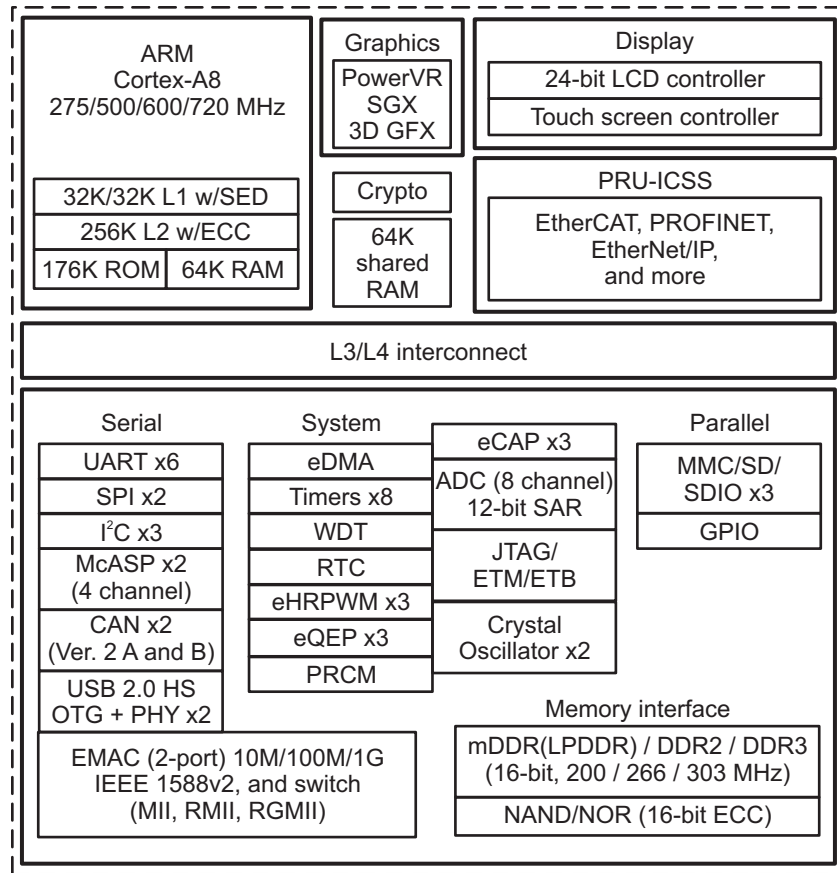 ARM
Cortex-A8
275/500/600/720 MHz
32K/32K L1 w/SED
256K L2 w/ECC
176K ROM
64K RAM
Graphics
PowerVR
SGX
3D GFX
Crypto
64K
shared
RAM
Display
24-bit LCD controller
Touch screen controller
PRU-ICSS
EtherCAT, PROFINET,
EtherNet/IP,
and more
L3/L4 interconnect
Serial
UART x6
SPI x2
I²C x3
McASP x2
(4 channel)
CAN x2
(Ver. 2 A and B)
USB 2.0 HS
OTG + PHY x2
EMAC (2-port) 10M/100M/1G
IEEE 1588v2, and switch
(MII, RMII, RGMII)
System
eDMA
Timers x8
WDT
RTC
eHRPWM x3
eQEP x3
PRCM
eCAP x3
ADC (8 channel)
12-bit SAR
JTAG/
ETM/ETB
Crystal
Oscillator x2
Parallel
MMC/SD/
SDIO x3
GPIO
Memory interface
mDDR(LPDDR) / DDR2 / DDR3
(16-bit, 200 / 266 / 303 MHz)
NAND/NOR (16-bit ECC)